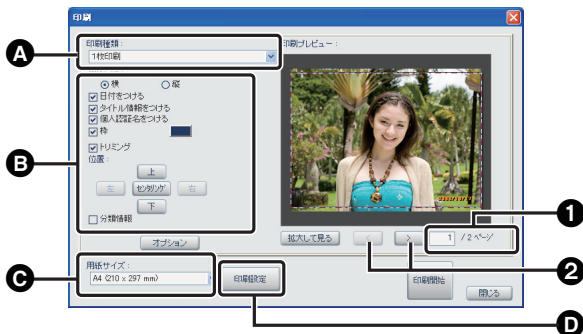 印刷
印刷種類：
1枚印刷
印刷プレビュー：
A
横
縦
日付をつける
タイトル情報をつける
個人認証名をつける
枠
トリミング
位置：
上
左
センタリング
右
下
分類情報
B
オプション
拡大して見る
<
>
1
/ 2 ページ
1
2
用紙サイズ：
A4 (210 x 297 mm)
C
印刷設定
印刷開始
閉じる
D